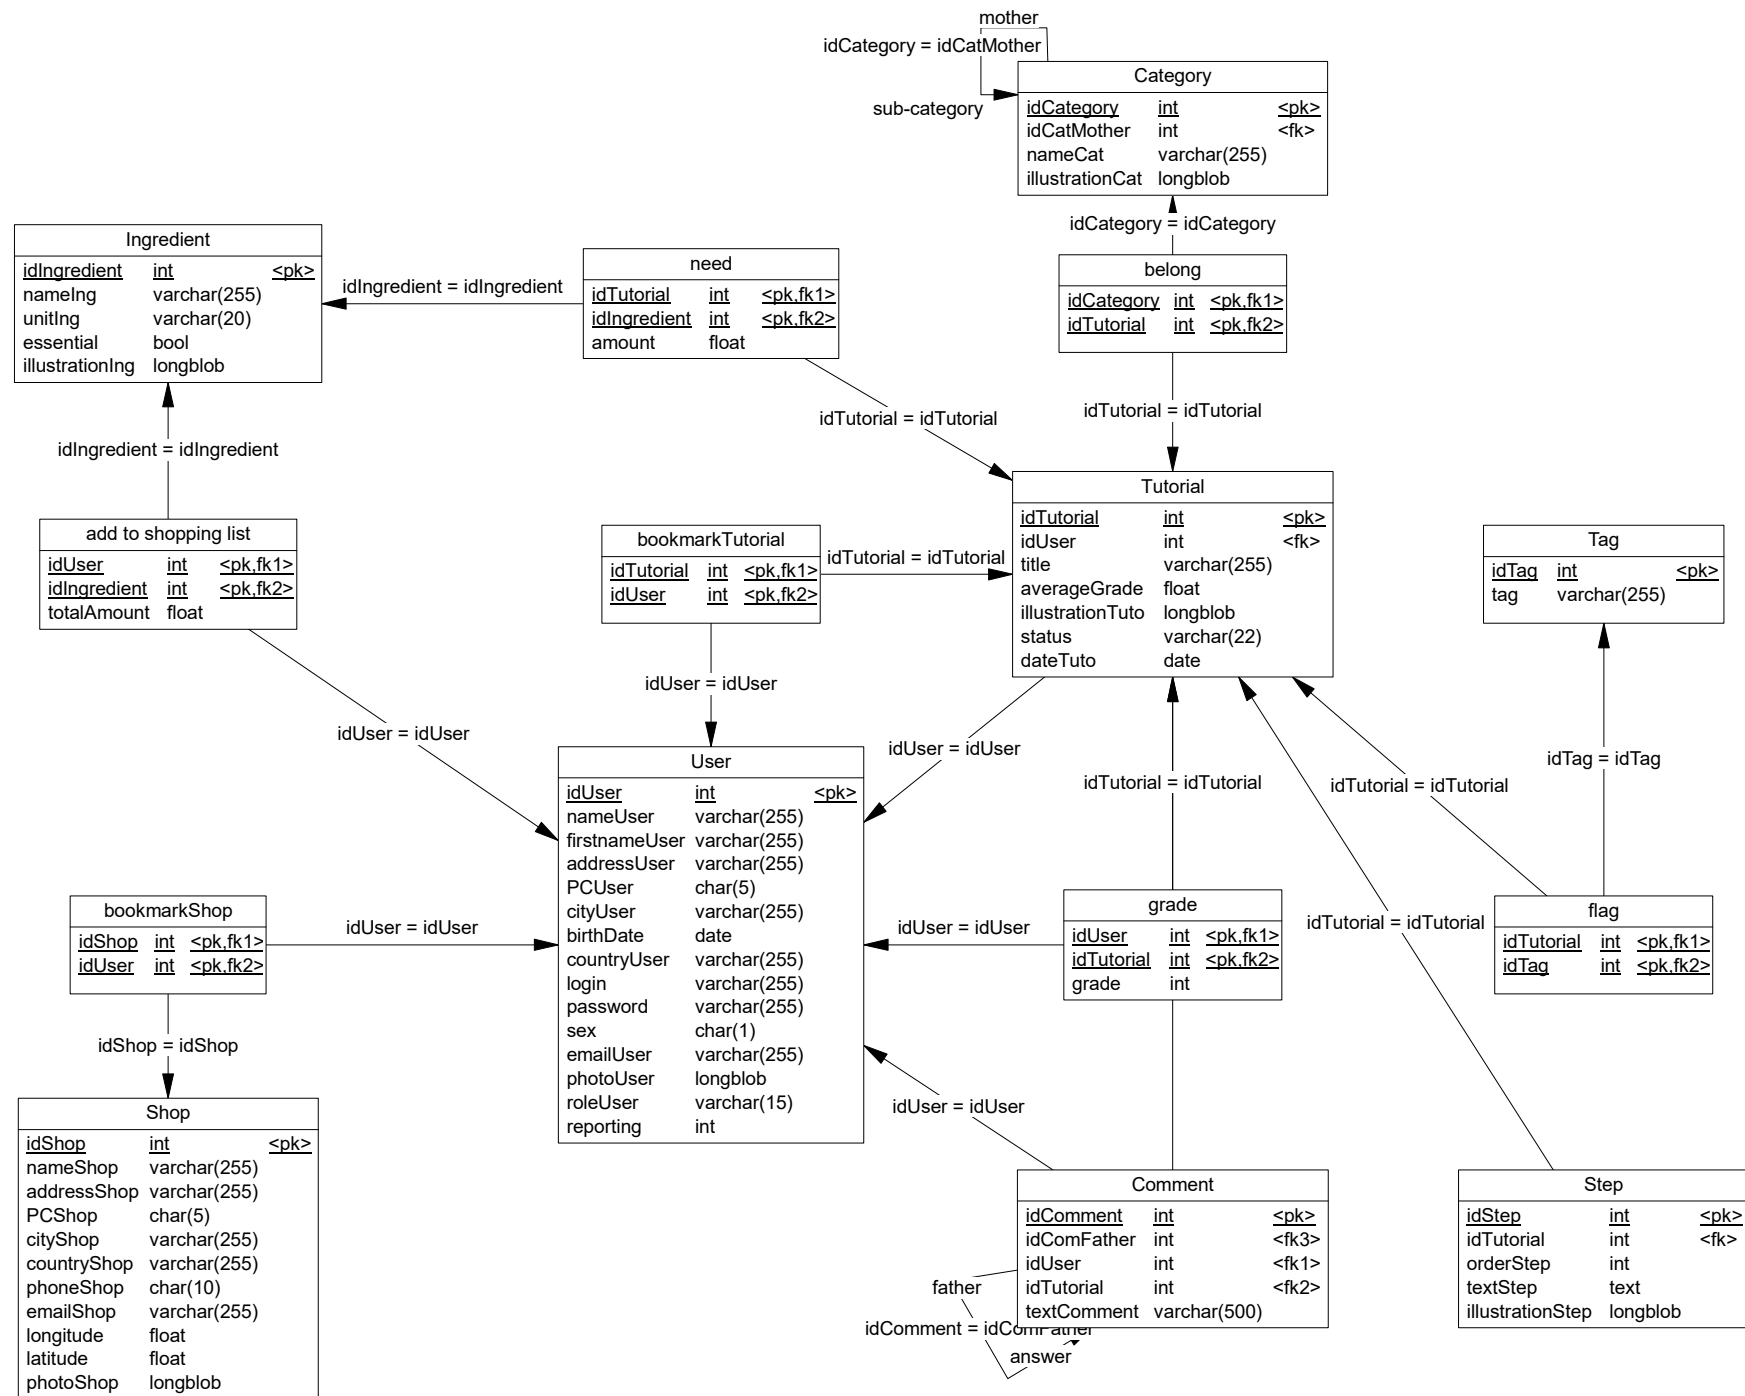 mother
idCategory = idCatMother
sub-category
Category
idCategory int <pk>
idCatMother int <fk>
nameCat varchar(255)
illustrationCat longblob
idCategory = idCategory
Ingredient
idIngredient int <pk>
nameIng varchar(255)
unitIng varchar(20)
essential bool
illustrationIng longblob
idIngredient = idIngredient
need
idTutorial int <pk,fk1>
idIngredient int <pk,fk2>
amount float
belong
idCategory int <pk,fk1>
idTutorial int <pk,fk2>
idTutorial = idTutorial
idTutorial = idTutorial
idIngredient = idIngredient
add to shopping list
idUser int <pk,fk1>
idIngredient int <pk,fk2>
totalAmount float
bookmarkTutorial
idTutorial int <pk,fk1>
idUser int <pk,fk2>
idTutorial = idTutorial
Tutorial
idTutorial int <pk>
idUser int <fk>
title varchar(255)
averageGrade float
illustrationTuto longblob
status varchar(22)
dateTuto date
Tag
idTag int <pk>
tag varchar(255)
idUser = idUser
idUser = idUser
idUser = idUser
idTutorial = idTutorial
idTutorial = idTutorial
idTag = idTag
User
idUser int <pk>
nameUser varchar(255)
firstnameUser varchar(255)
addressUser varchar(255)
PCUser char(5)
cityUser varchar(255)
birthDate date
countryUser varchar(255)
login varchar(255)
password varchar(255)
sex char(1)
emailUser varchar(255)
photoUser longblob
roleUser varchar(15)
reporting int
bookmarkShop
idShop int <pk,fk1>
idUser int <pk,fk2>
idUser = idUser
idUser = idUser
grade
idUser int <pk,fk1>
idTutorial int <pk,fk2>
grade int
idTutorial = idTutorial
flag
idTutorial int <pk,fk1>
idTag int <pk,fk2>
idShop = idShop
Shop
idShop int <pk>
nameShop varchar(255)
addressShop varchar(255)
PCShop char(5)
cityShop varchar(255)
countryShop varchar(255)
phoneShop char(10)
emailShop varchar(255)
longitude float
latitude float
photoShop longblob
idUser = idUser
Comment
idComment int <pk>
idComFather int <fk3>
idUser int <fk1>
idTutorial int <fk2>
textComment varchar(500)
father
idComment = idComFather
answer
Step
idStep int <pk>
idTutorial int <fk>
orderStep int
textStep text
illustrationStep longblob